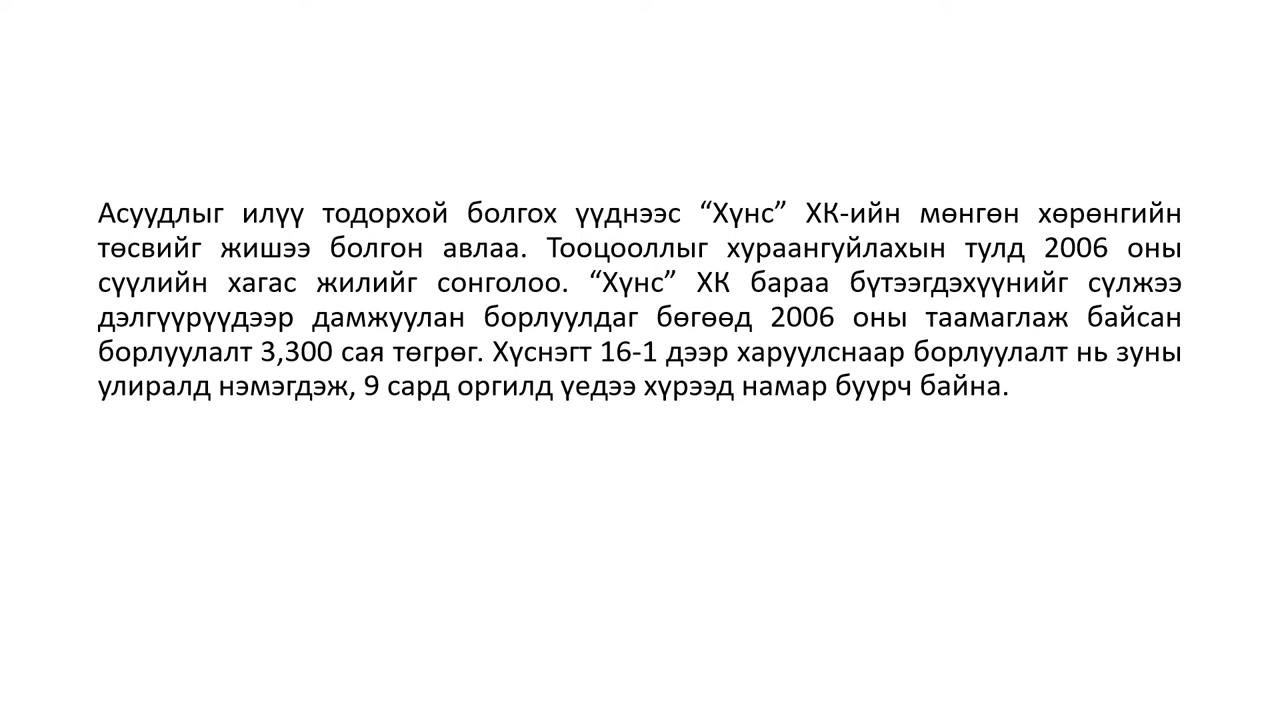 Асуудлыг илүү тодорхой болгох үүднээс “Хүнс” ХК-ийн мөнгөн хөрөнгийн
төсвийг жишээ болгон авлаа. Тооцооллыг хураангуйлахын тулд 2006 оны
сүүлийн хагас жилийг сонголоо. “Хүнс” ХК бараа бүтээгдэхүүнийг сүлжээ
дэлгүүрүүдээр дамжуулан борлуулдаг бөгөөд 2006 оны таамаглаж байсан
борлуулалт 3,300 сая төгрөг. Хүснэгт 16-1 дээр харуулснаар борлуулалт нь зуны
улиралд нэмэгдэж, 9 сард оргилд үедээ хүрээд намар буурч байна.